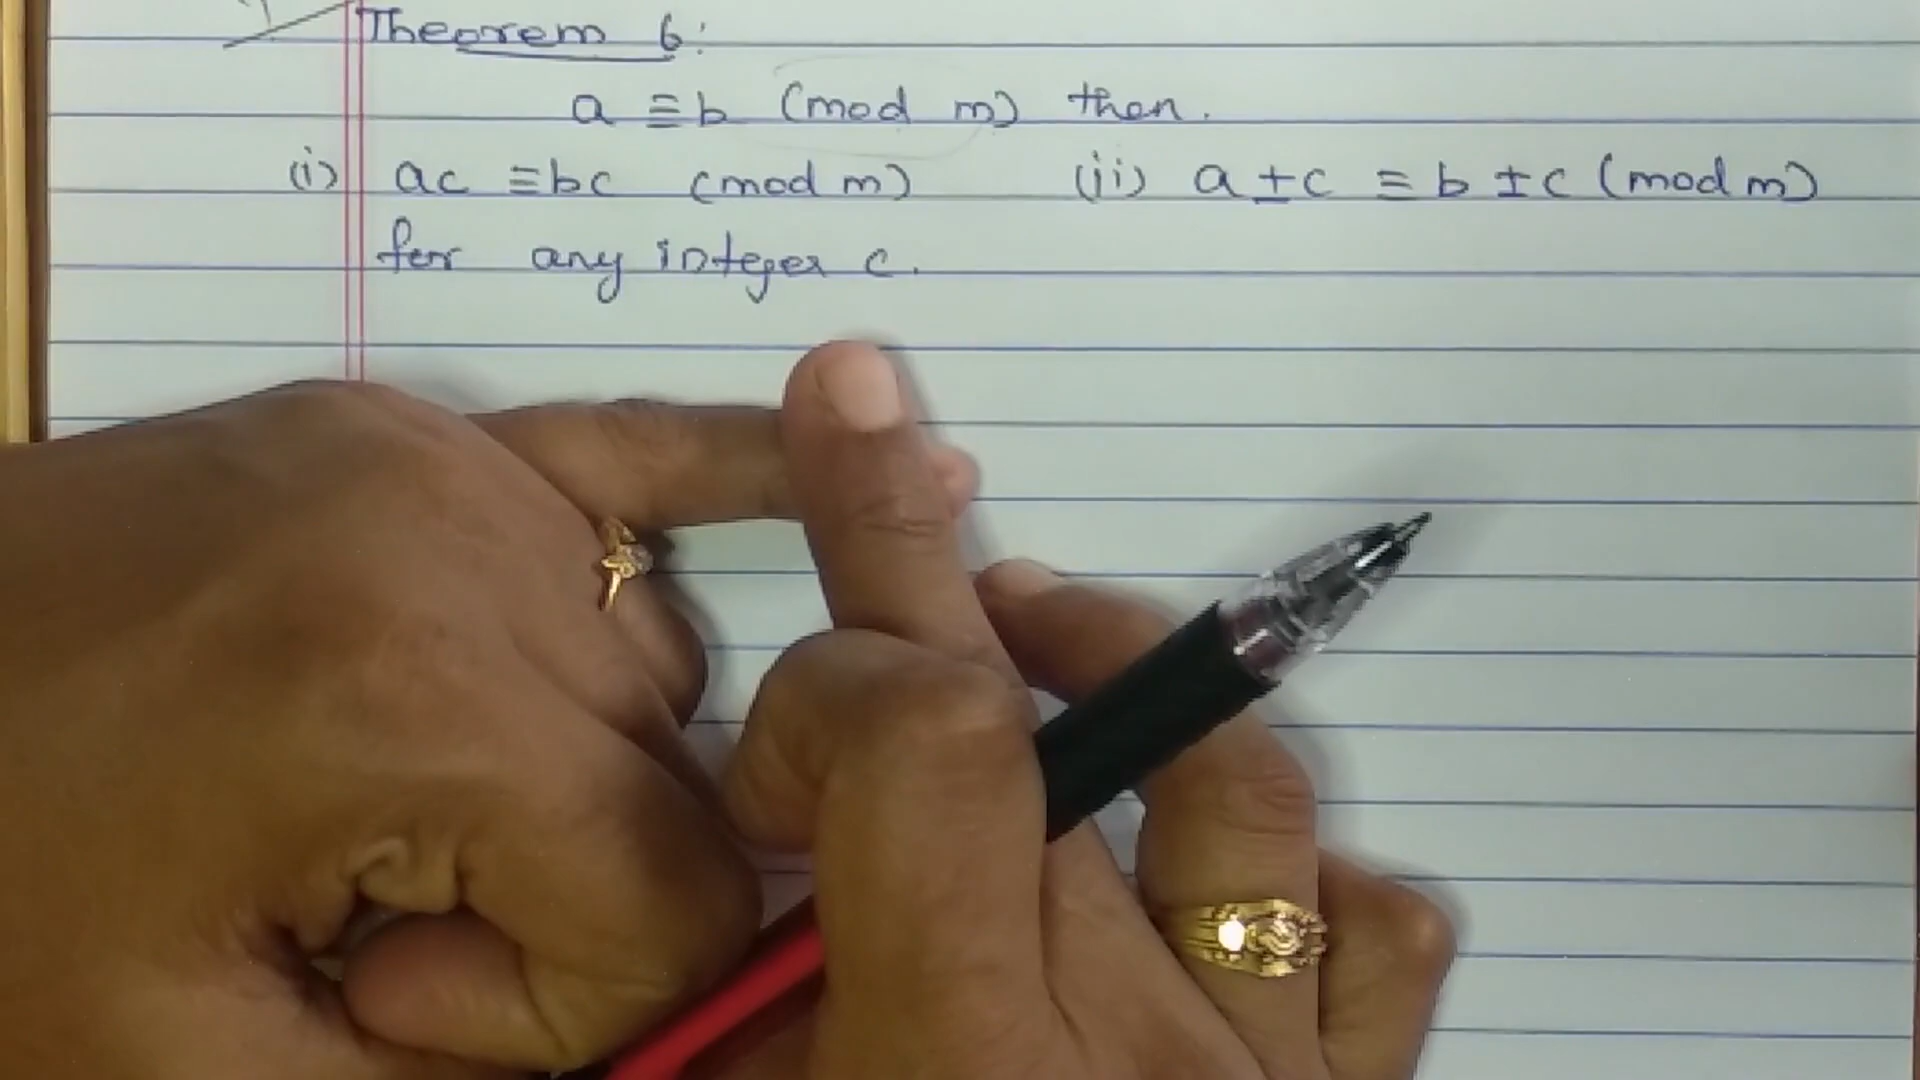 Theorem 6:
a ≡ b (mod m) then.
(i) ac ≡ bc (mod m) (ii) a ± c ≡ b ± c (mod m)
for any integer c.